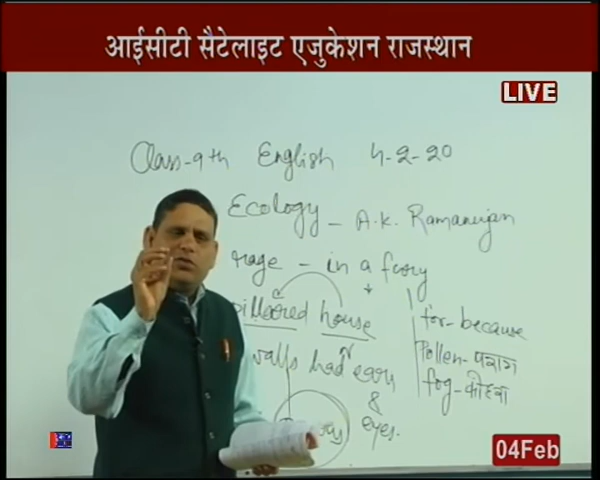 आईसीटी सैटेलाइट एजुकेशन राजस्थान
LIVE
Class-9th English 4-2-20
Ecology - A.K. Ramanujan
rage - in a fury
pillared house
walls had ears
& eyes.
for - because
Pollen - पराग
fog - कोहरा
04Feb